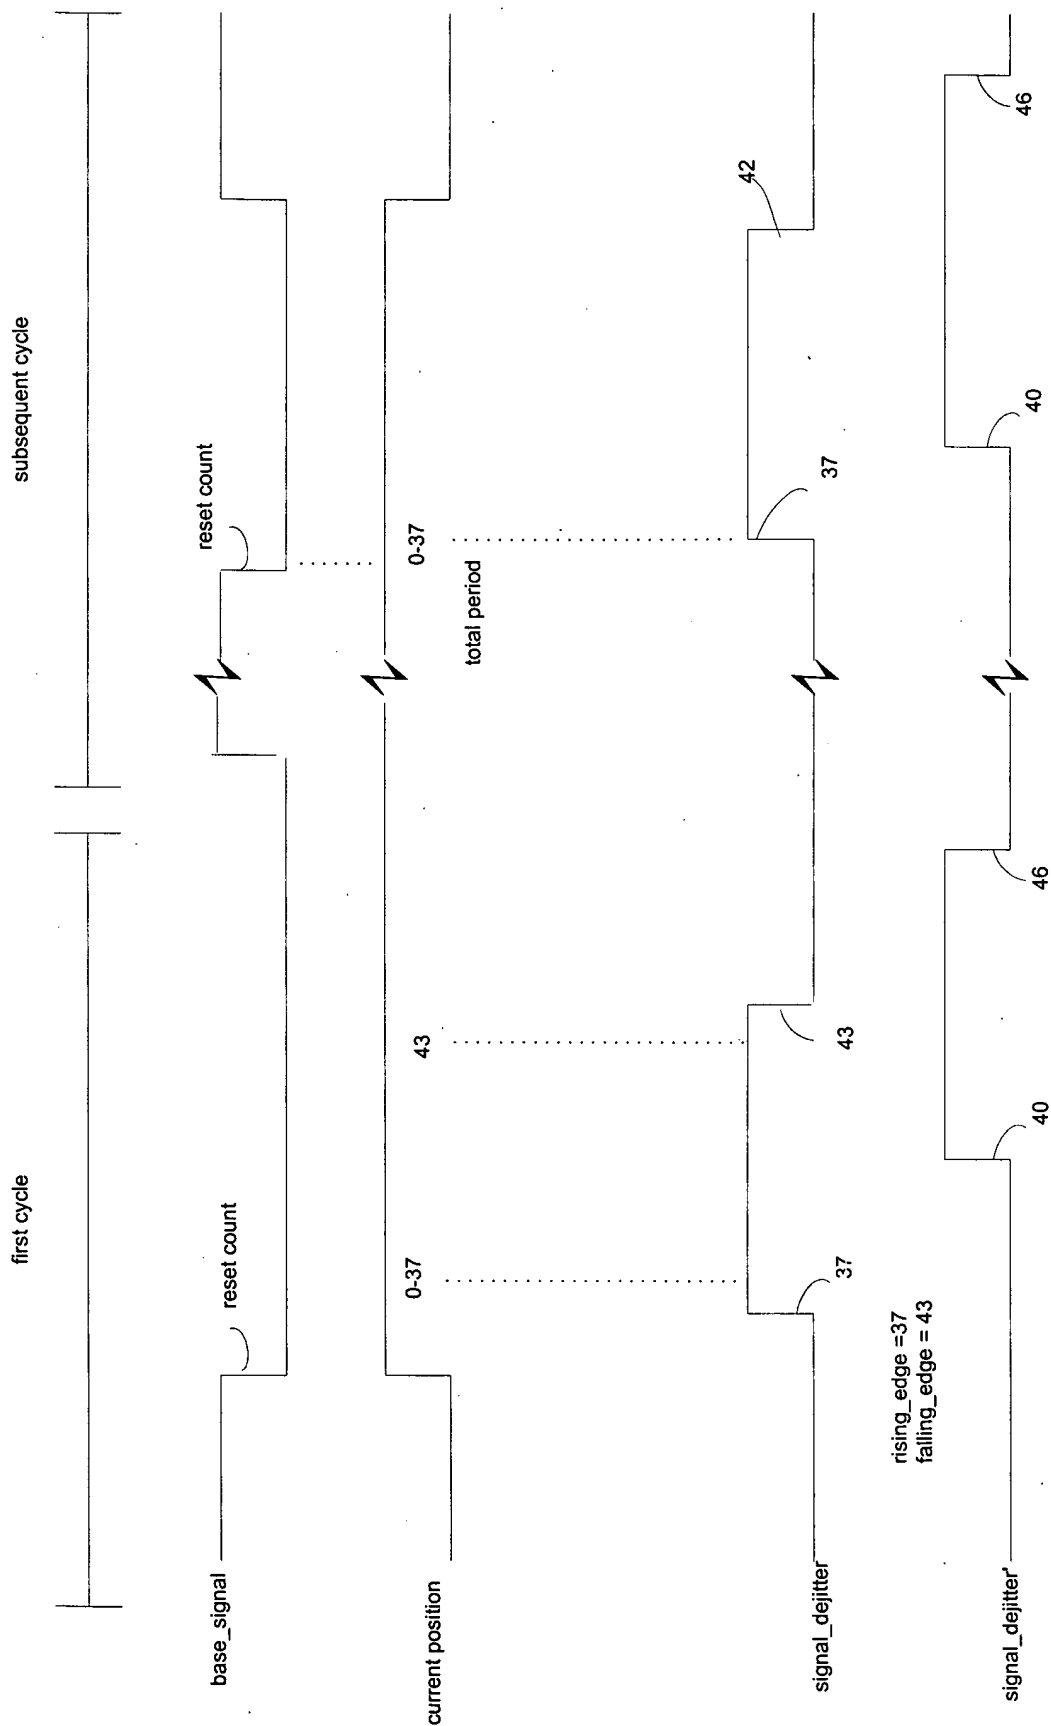 first cycle
subsequent cycle
base_signal
reset count
reset count
current position
0-37
43
0-37
total period
signal_dejitter
37
43
37
42
rising_edge =37
falling_edge = 43
signal_dejitter'
40
46
40
46